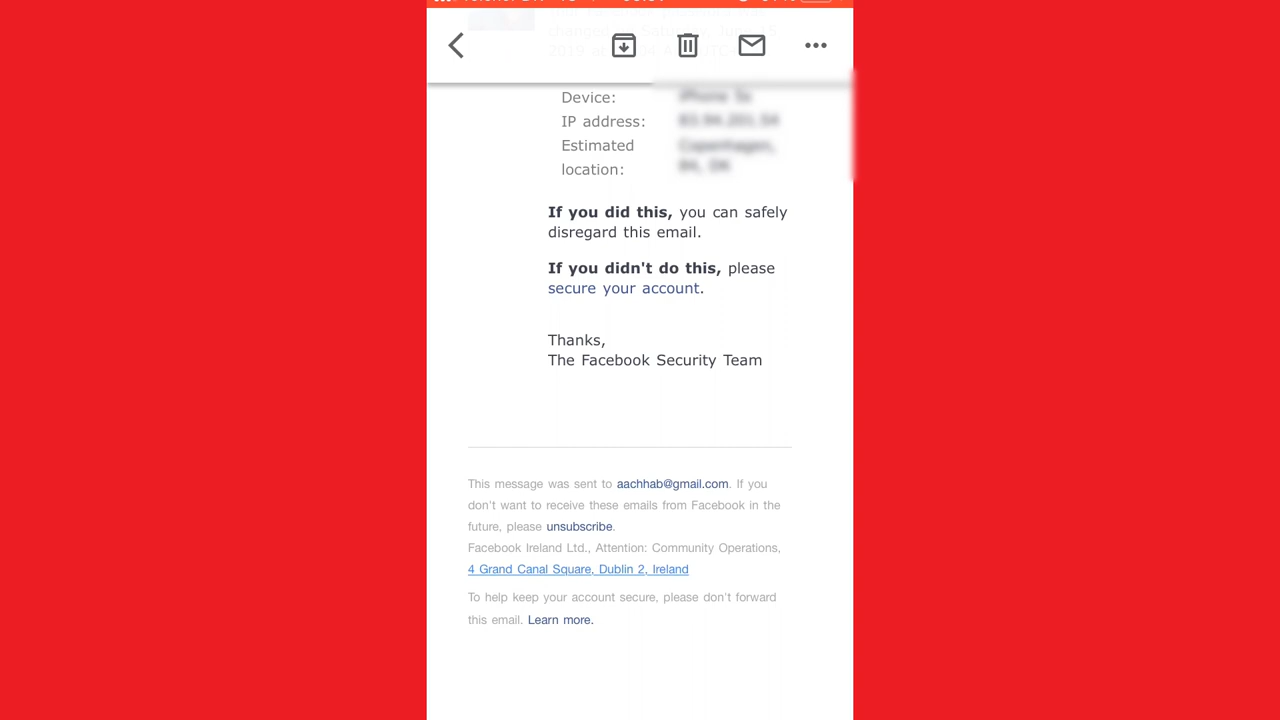 Device:
IP address:
Estimated
location:
If you did this, you can safely
disregard this email.
If you didn't do this, please
secure your account.
Thanks,
The Facebook Security Team
This message was sent to aachhab@gmail.com. If you
don't want to receive these emails from Facebook in the
future, please unsubscribe.
Facebook Ireland Ltd., Attention: Community Operations,
4 Grand Canal Square, Dublin 2, Ireland
To help keep your account secure, please don't forward
this email. Learn more.